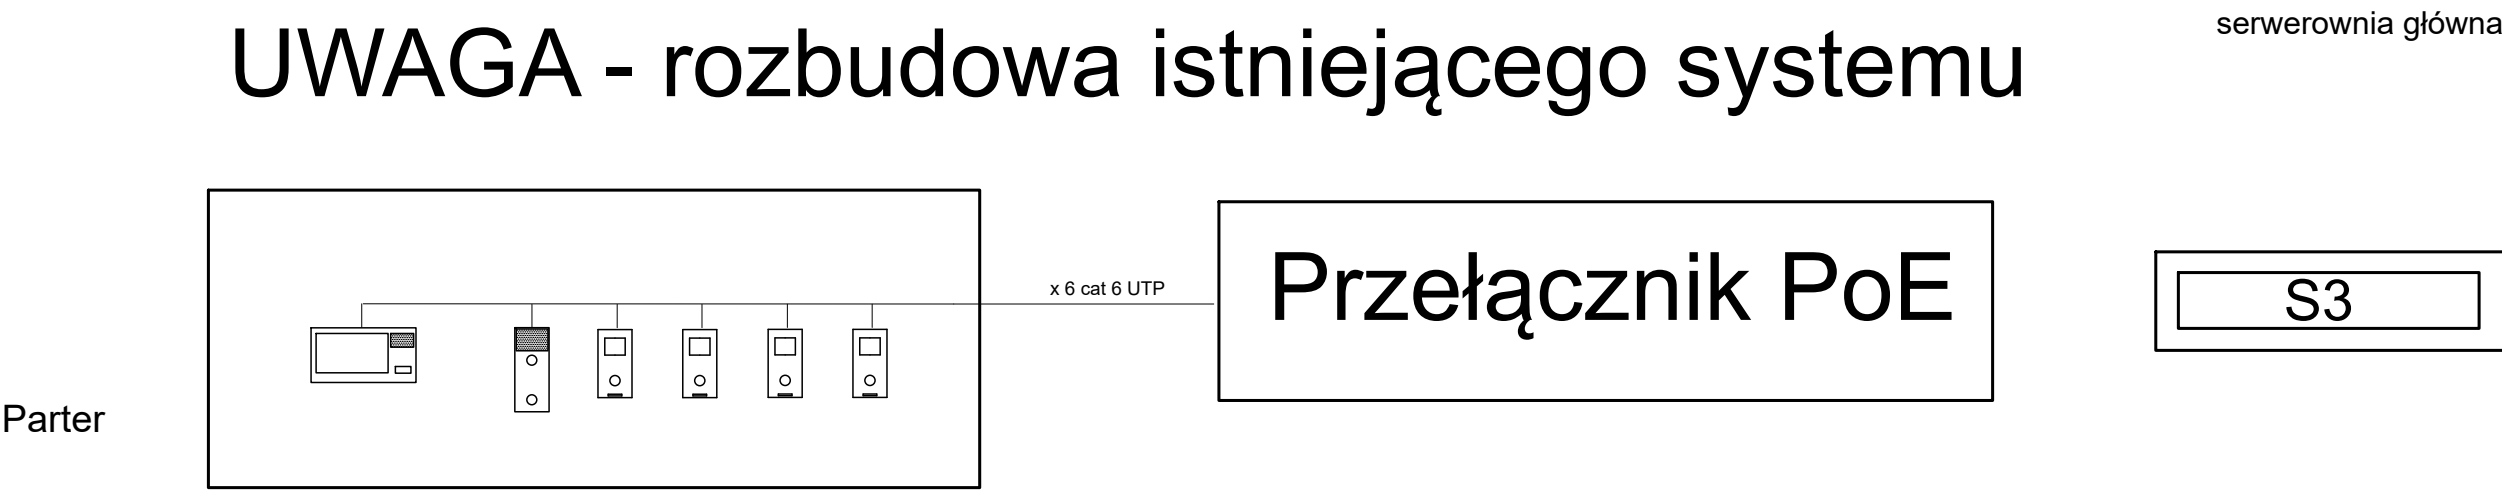 serwerownia główna
UWAGA - rozbudowa istniejącego systemu
x 6 cat 6 UTP
Przełącznik PoE
S3
Parter